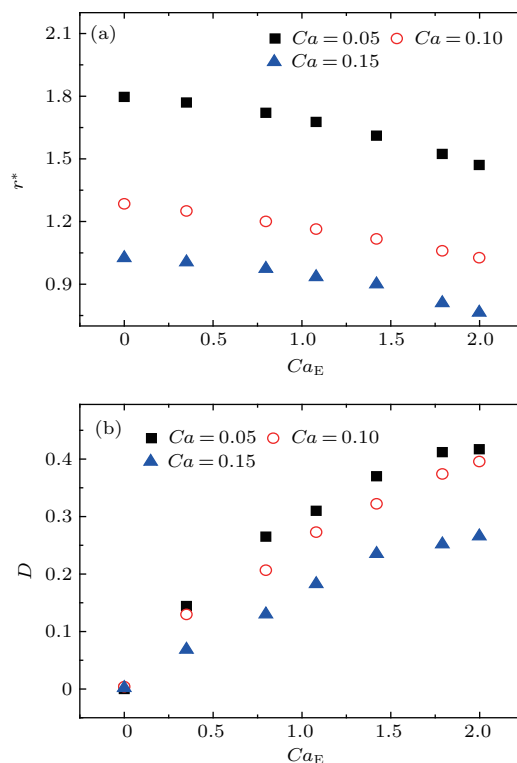 (a)
■ Ca = 0.05 ○ Ca = 0.10
▲ Ca = 0.15
2.1
1.8
1.5
1.2
0.9
r*
0 0.5 1.0 1.5 2.0
Ca_E
(b)
■ Ca = 0.05 ○ Ca = 0.10
▲ Ca = 0.15
0.4
0.3
0.2
0.1
0
D
0 0.5 1.0 1.5 2.0
Ca_E